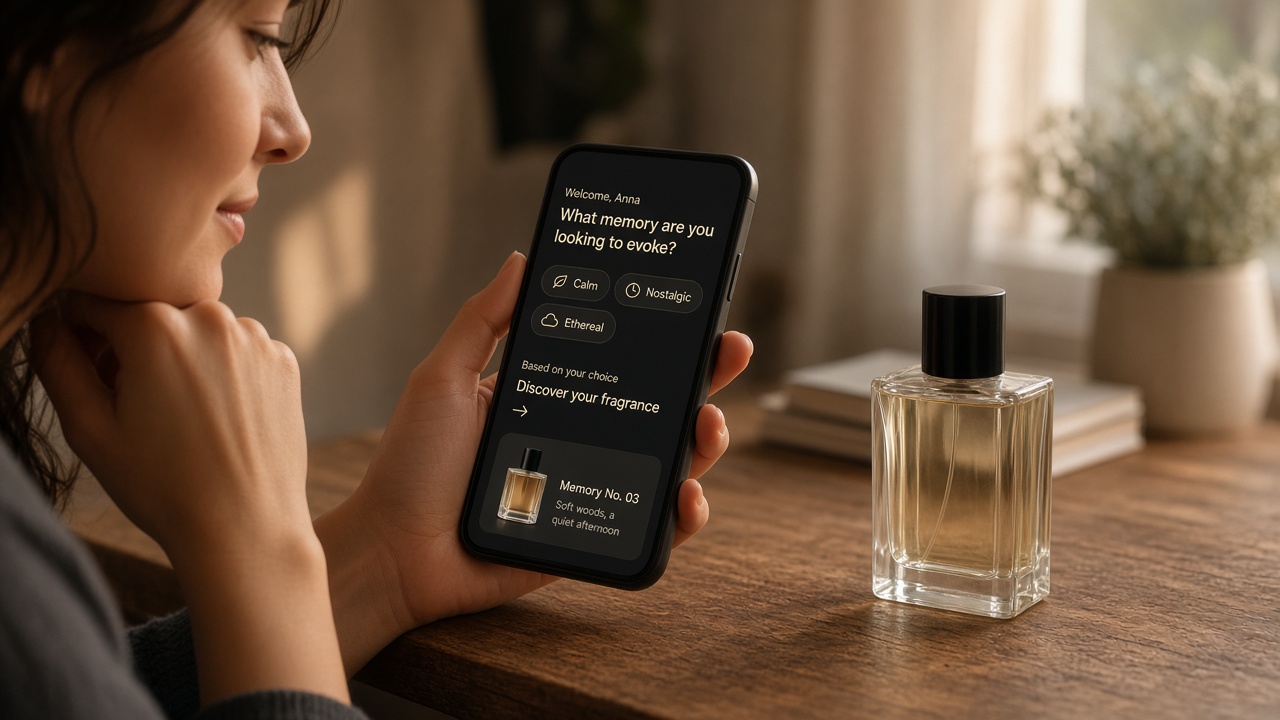 Welcome, Anna
What memory are you
looking to evoke?
Calm
Nostalgic
Ethereal
Based on your choice
Discover your fragrance
→
Memory No. 03
Soft woods, a
quiet afternoon